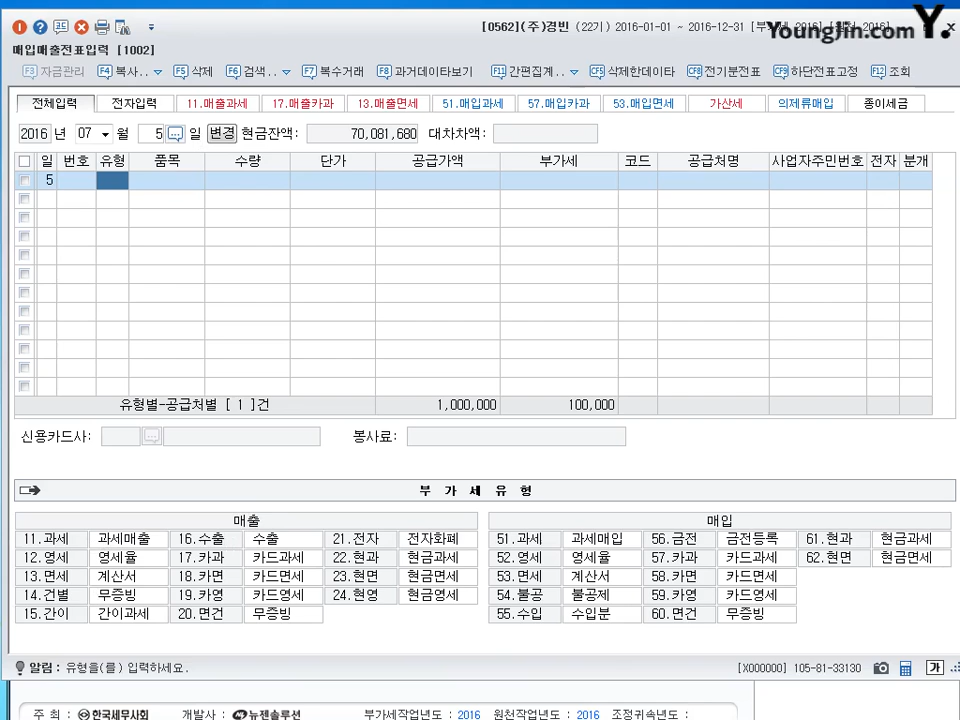 [0562](주)경빈 (22기) 2016-01-01 ~ 2016-12-31 [부가세 2016] [원천 2016]
YoungJin.com Y.
매입매출전표입력 [1002]
F3 자금관리 F4 복사.. F5 삭제 F6 검색.. F7 복수거래 F8 과거데이타보기 F11 간편집계.. CF5 삭제한데이타 CF8 전기분전표 CF9 하단전표고정 F12 조회
전체입력 전자입력 11.매출과세 17.매출카과 13.매출면세 51.매입과세 57.매입카과 53.매입면세 가산세 의제류매입 종이세금
2016 년 07 월 5 일 변경 현금잔액: 70,081,680 대차차액:
일 번호 유형 품목 수량 단가 공급가액 부가세 코드 공급처명 사업자주민번호 전자 분개
5
유형별-공급처별 [ 1 ]건 1,000,000 100,000
신용카드사: 봉사료:
부 가 세 유 형
매출 매입
11.과세 과세매출 16.수출 수출 21.전자 전자화폐 51.과세 과세매입 56.금전 금전등록 61.현과 현금과세
12.영세 영세율 17.카과 카드과세 22.현과 현금과세 52.영세 영세율 57.카과 카드과세 62.현면 현금면세
13.면세 계산서 18.카면 카드면세 23.현면 현금면세 53.면세 계산서 58.카면 카드면세
14.건별 무증빙 19.카영 카드영세 24.현영 현금영세 54.불공 불공제 59.카영 카드영세
15.간이 간이과세 20.면건 무증빙 55.수입 수입분 60.면건 무증빙
알림: 유형을(를) 입력하세요. [X000000] 105-81-33130 가
주 최 : 한국세무사회 개발사 : 뉴젠솔루션 부가세작업년도 : 2016 원천작업년도 : 2016 조정귀속년도 :